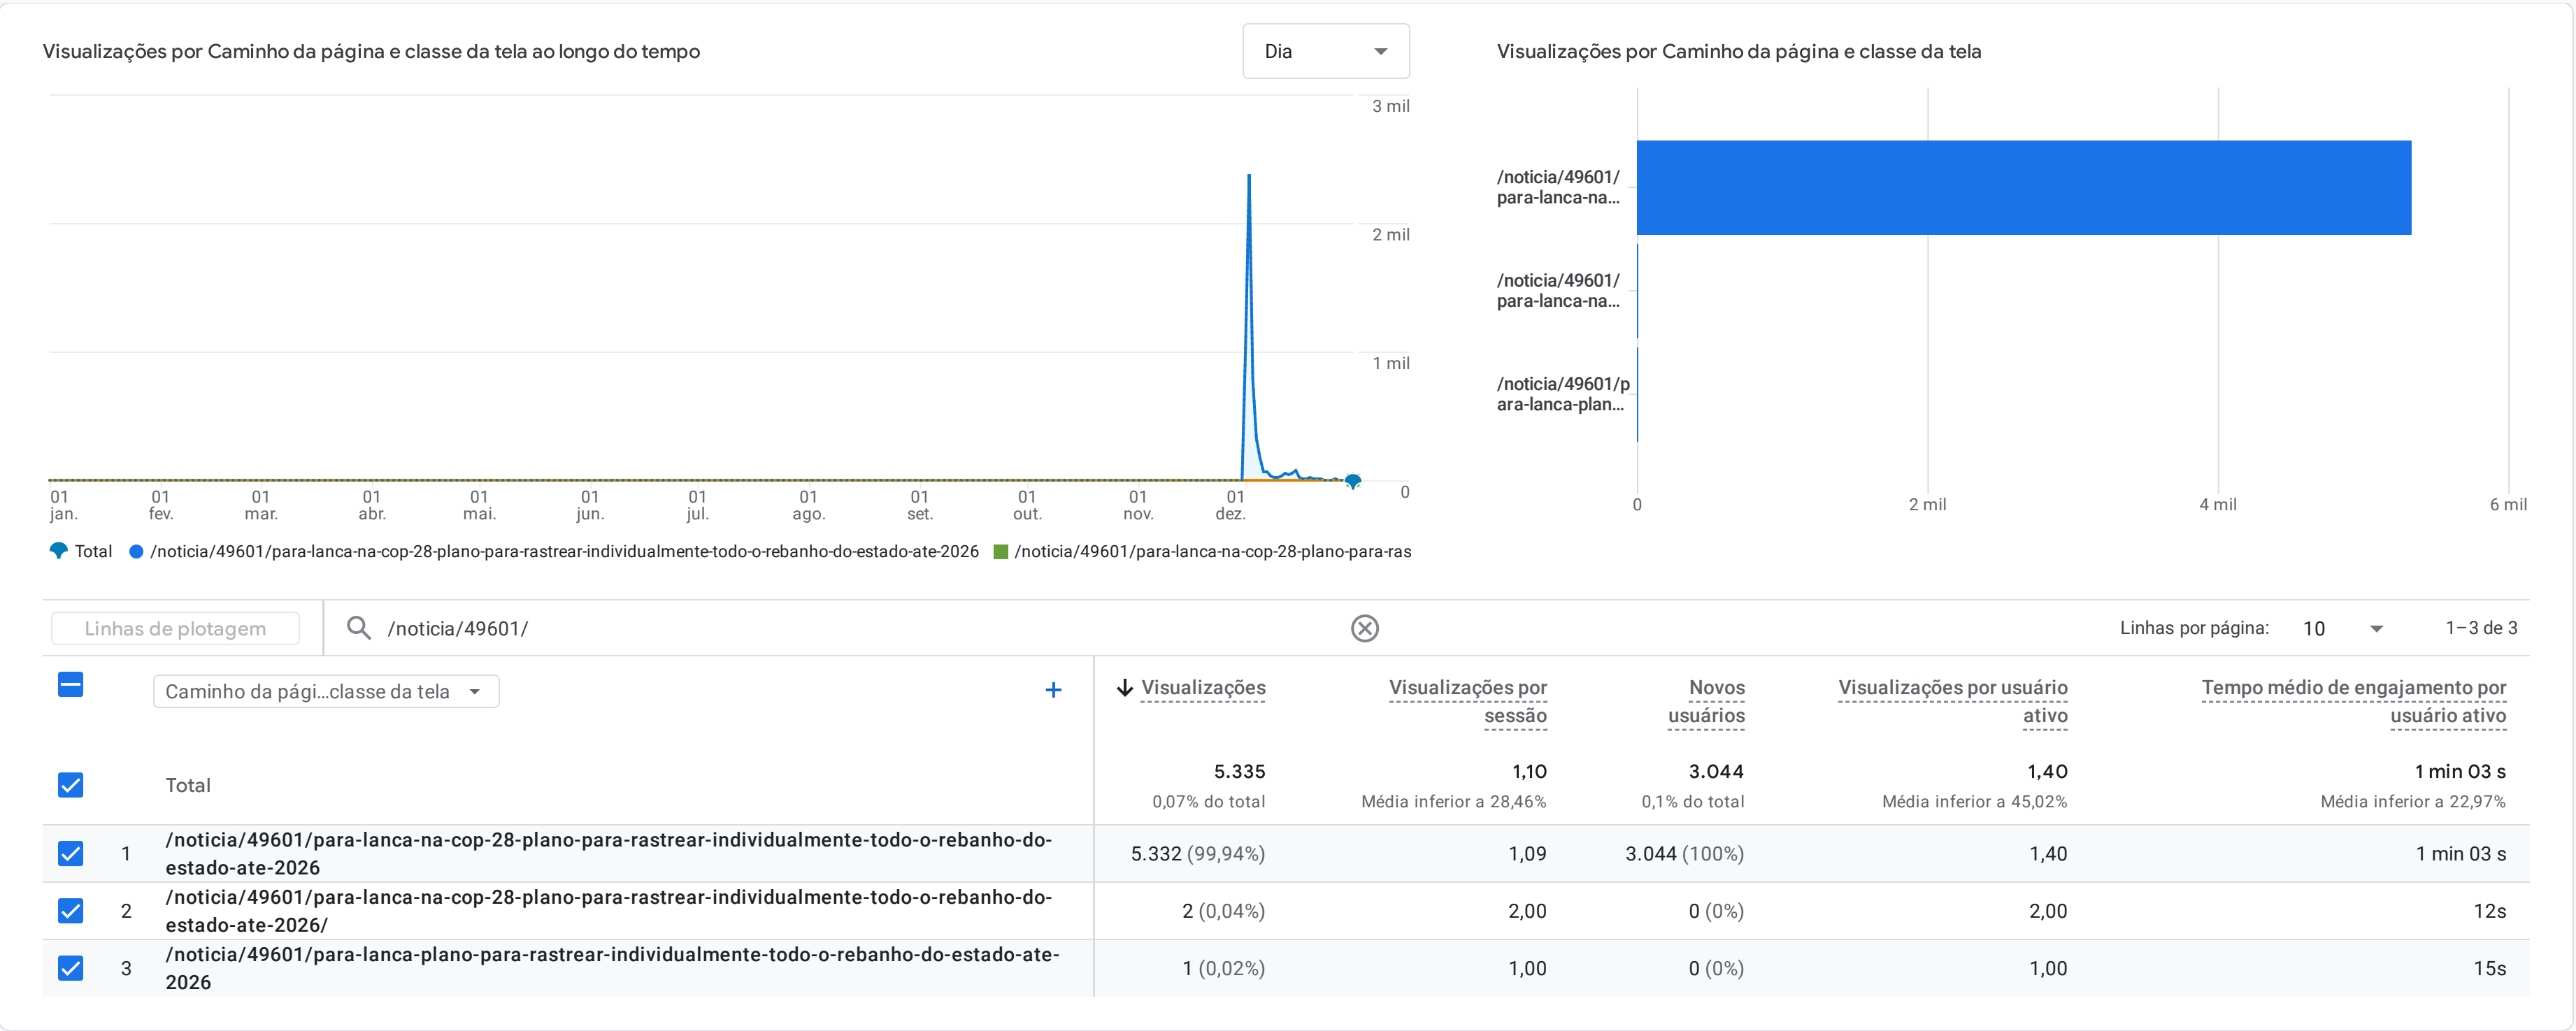 Visualizações por Caminho da página e classe da tela ao longo do tempo
Dia
3 mil
2 mil
1 mil
0
01 jan.
01 fev.
01 mar.
01 abr.
01 mai.
01 jun.
01 jul.
01 ago.
01 set.
01 out.
01 nov.
01 dez.
Total
/noticia/49601/para-lanca-na-cop-28-plano-para-rastrear-individualmente-todo-o-rebanho-do-estado-ate-2026
/noticia/49601/para-lanca-na-cop-28-plano-para-ras
Visualizações por Caminho da página e classe da tela
/noticia/49601/
para-lanca-na...
/noticia/49601/
para-lanca-na...
/noticia/49601/p
ara-lanca-plan...
0
2 mil
4 mil
6 mil
Linhas de plotagem
/noticia/49601/
Linhas por página:
10
1–3 de 3
Caminho da pági...classe da tela
+
Visualizações
Visualizações por
sessão
Novos
usuários
Visualizações por usuário
ativo
Tempo médio de engajamento por
usuário ativo
Total
5.335
0,07% do total
1,10
Média inferior a 28,46%
3.044
0,1% do total
1,40
Média inferior a 45,02%
1 min 03 s
Média inferior a 22,97%
1
/noticia/49601/para-lanca-na-cop-28-plano-para-rastrear-individualmente-todo-o-rebanho-do-
estado-ate-2026
5.332 (99,94%)
1,09
3.044 (100%)
1,40
1 min 03 s
2
/noticia/49601/para-lanca-na-cop-28-plano-para-rastrear-individualmente-todo-o-rebanho-do-
estado-ate-2026/
2 (0,04%)
2,00
0 (0%)
2,00
12s
3
/noticia/49601/para-lanca-plano-para-rastrear-individualmente-todo-o-rebanho-do-estado-ate-
2026
1 (0,02%)
1,00
0 (0%)
1,00
15s